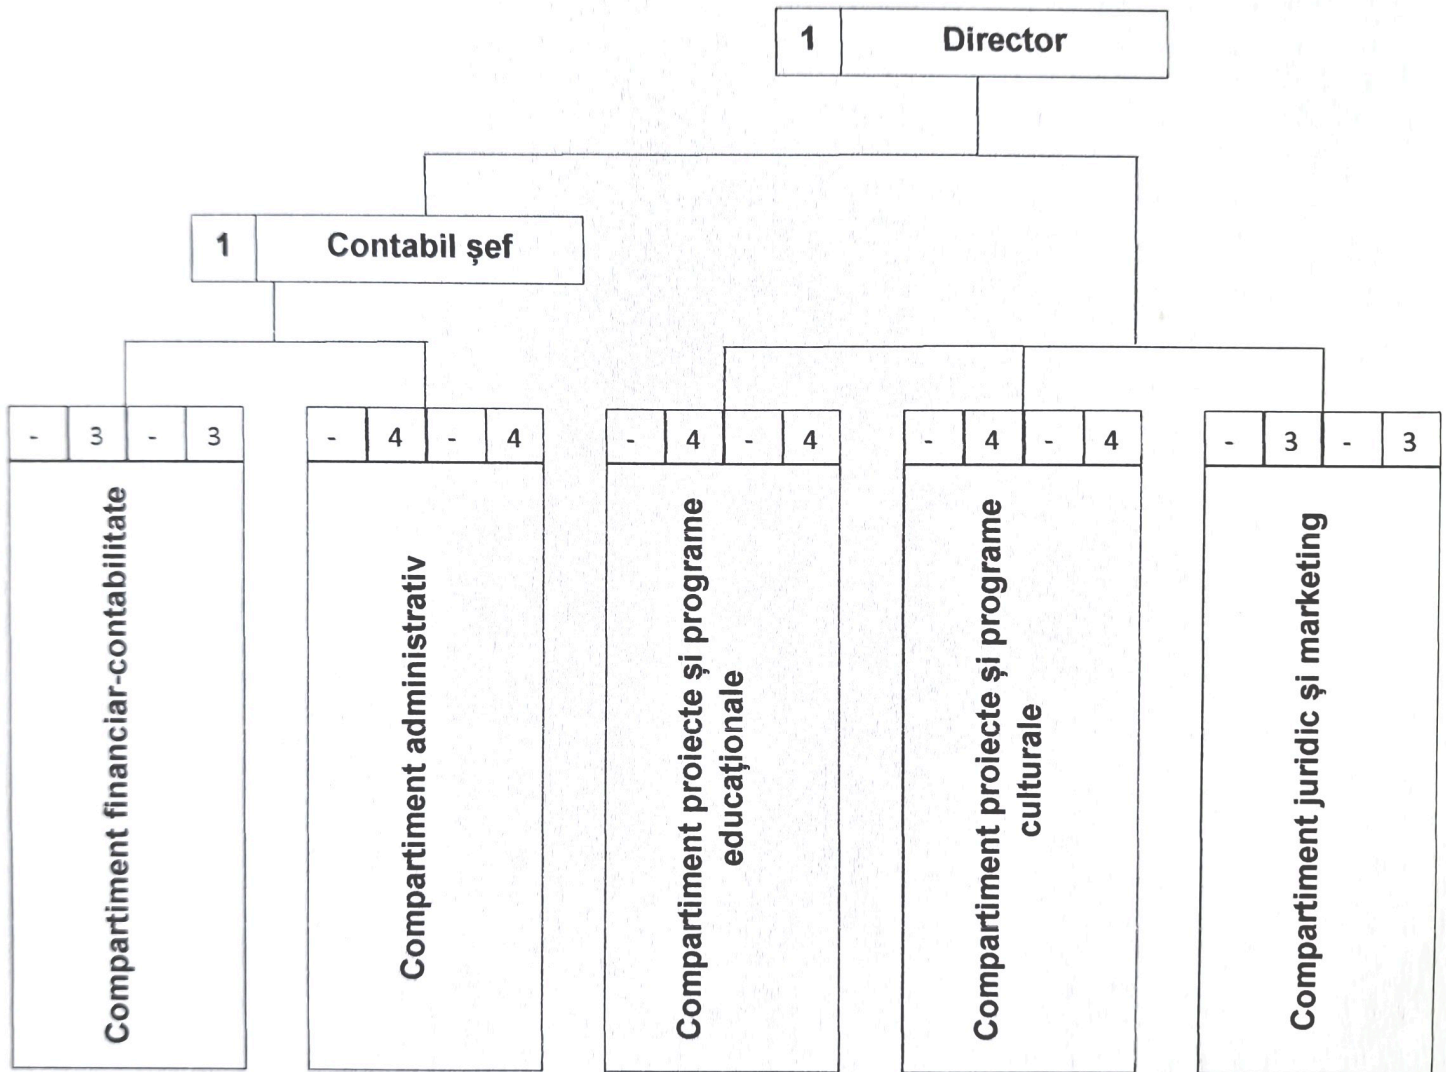 1 Director
1 Contabil șef
- 3 - 3
Compartiment financiar-contabilitate
- 4 - 4
Compartiment administrativ
- 4 - 4
Compartiment proiecte și programe
educaționale
- 4 - 4
Compartiment proiecte și programe
culturale
- 3 - 3
Compartiment juridic și marketing